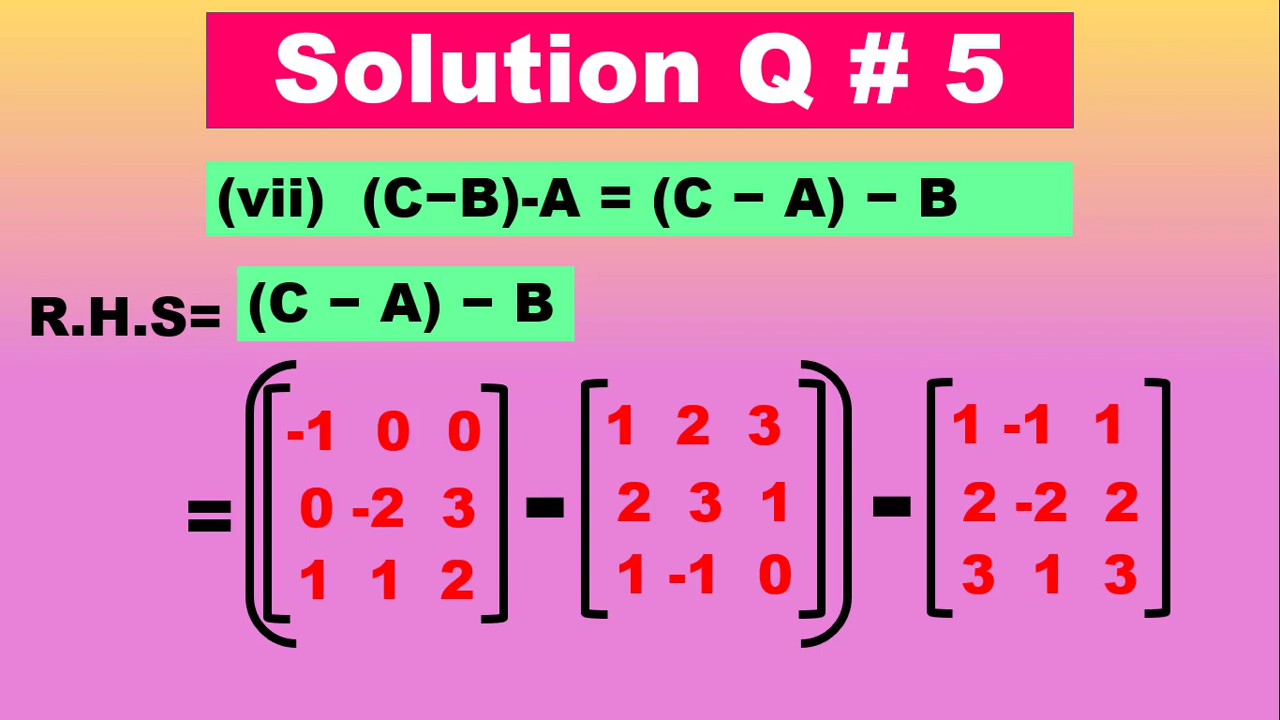 Solution Q # 5
(vii) (C−B)-A = (C − A) − B
R.H.S= (C − A) − B
-1 0 0 1 2 3 1 -1 1
= 0 -2 3 - 2 3 1 - 2 -2 2
1 1 2 1 -1 0 3 1 3